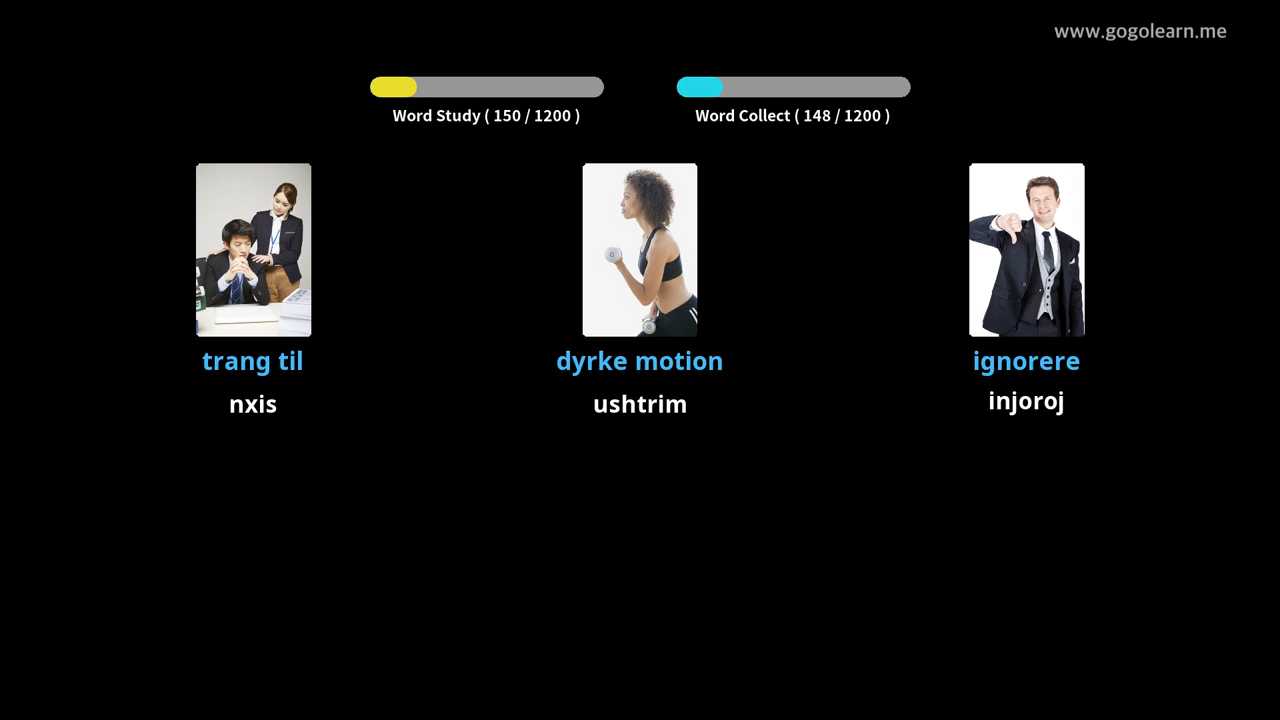 www.gogolearn.me
Word Study ( 150 / 1200 )
Word Collect ( 148 / 1200 )
trang til
dyrke motion
ignorere
nxis
ushtrim
injoroj